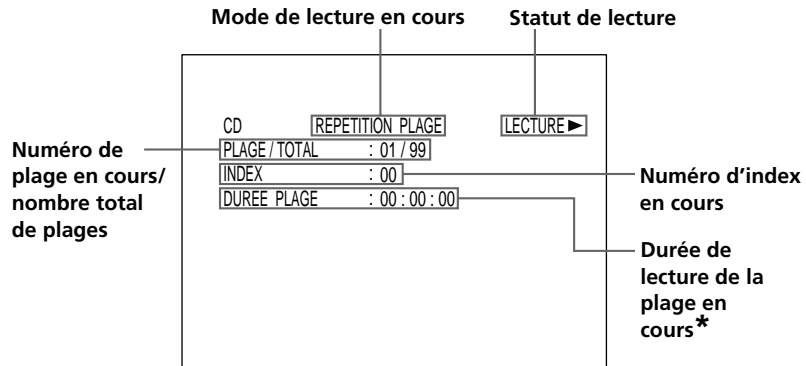 Mode de lecture en cours
Statut de lecture
CD
REPETITION PLAGE
LECTURE ►
PLAGE / TOTAL : 01 / 99
INDEX : 00
DUREE PLAGE : 00 : 00 : 00
Numéro de
plage en cours/
nombre total
de plages
Numéro d’index
en cours
Durée de
lecture de la
plage en
cours*